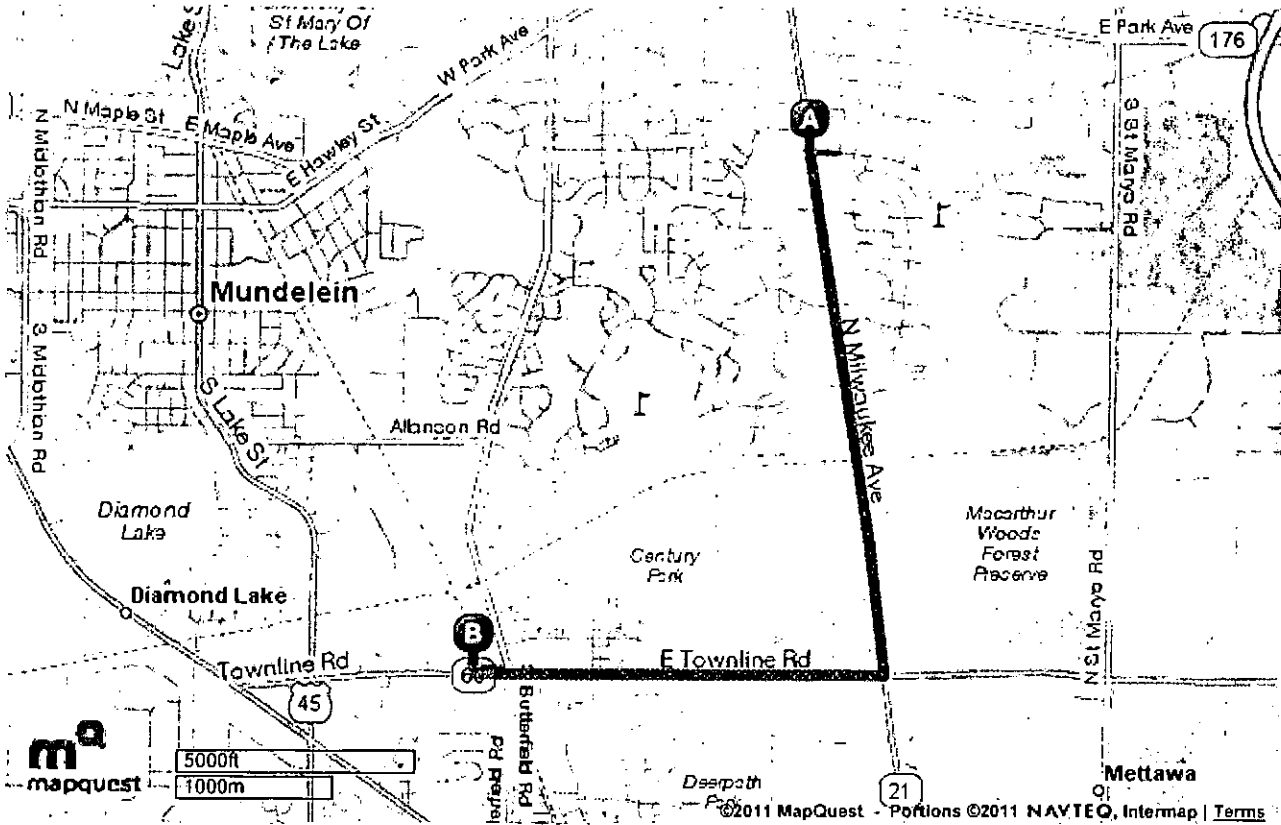 St Mary Of
The Lake
Lake S
E Park Ave
176
W Park Ave
N Maple St
E Maple Ave
E Hawley St
A
N Midlothian Rd
S St Marys Rd
Mundelein
N Milwaukee Ave
S Midlothian Rd
S Lake St
Allanson Rd
Diamond
Lake
Century
Park
Macarthur
Woods
Forest
Preserve
N St Marys Rd
Diamond Lake
B
Townline Rd
60
E Townline Rd
45
S Butterfield Rd
mq
mapquest
5000ft
1000m
Deerpath
Park
21
Mettawa
©2011 MapQuest - Portions ©2011 NAVTEQ, Intermap | Terms